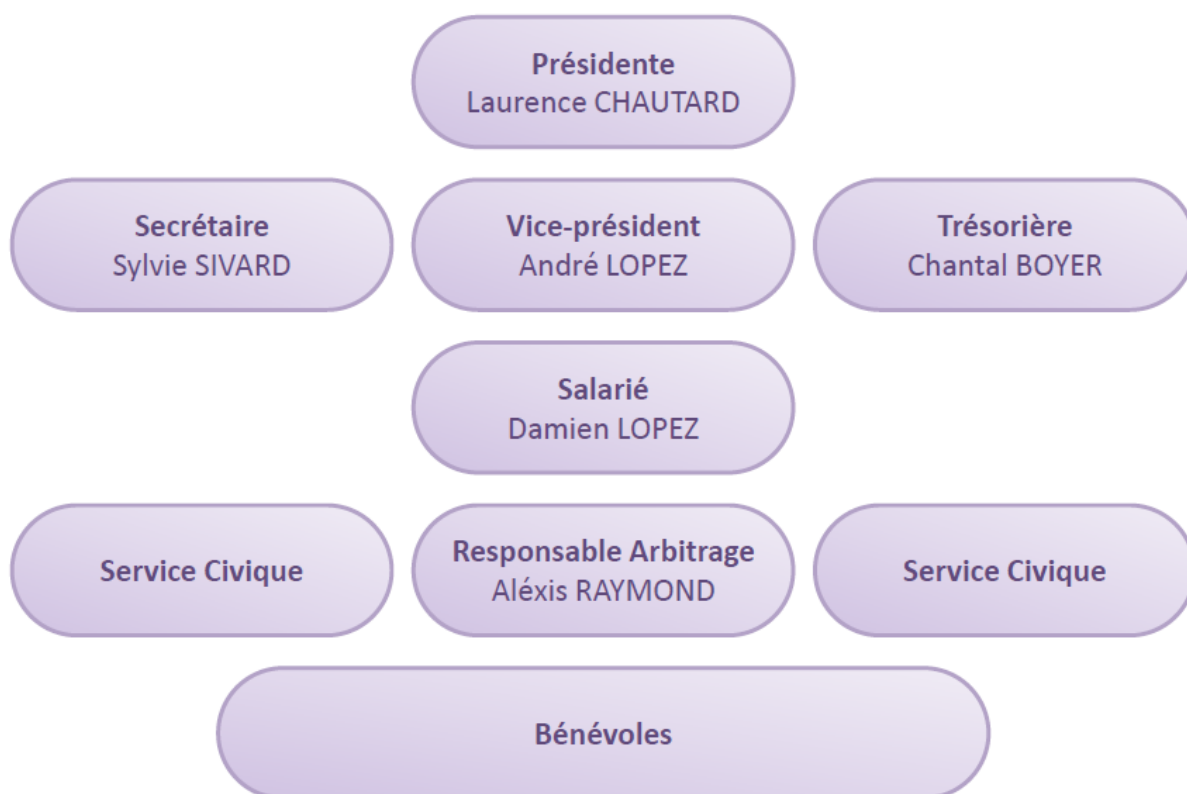 Présidente
Laurence CHAUTARD
Secrétaire
Sylvie SIVARD
Vice-président
André LOPEZ
Trésorière
Chantal BOYER
Salarié
Damien LOPEZ
Service Civique
Responsable Arbitrage
Aléxis RAYMOND
Service Civique
Bénévoles